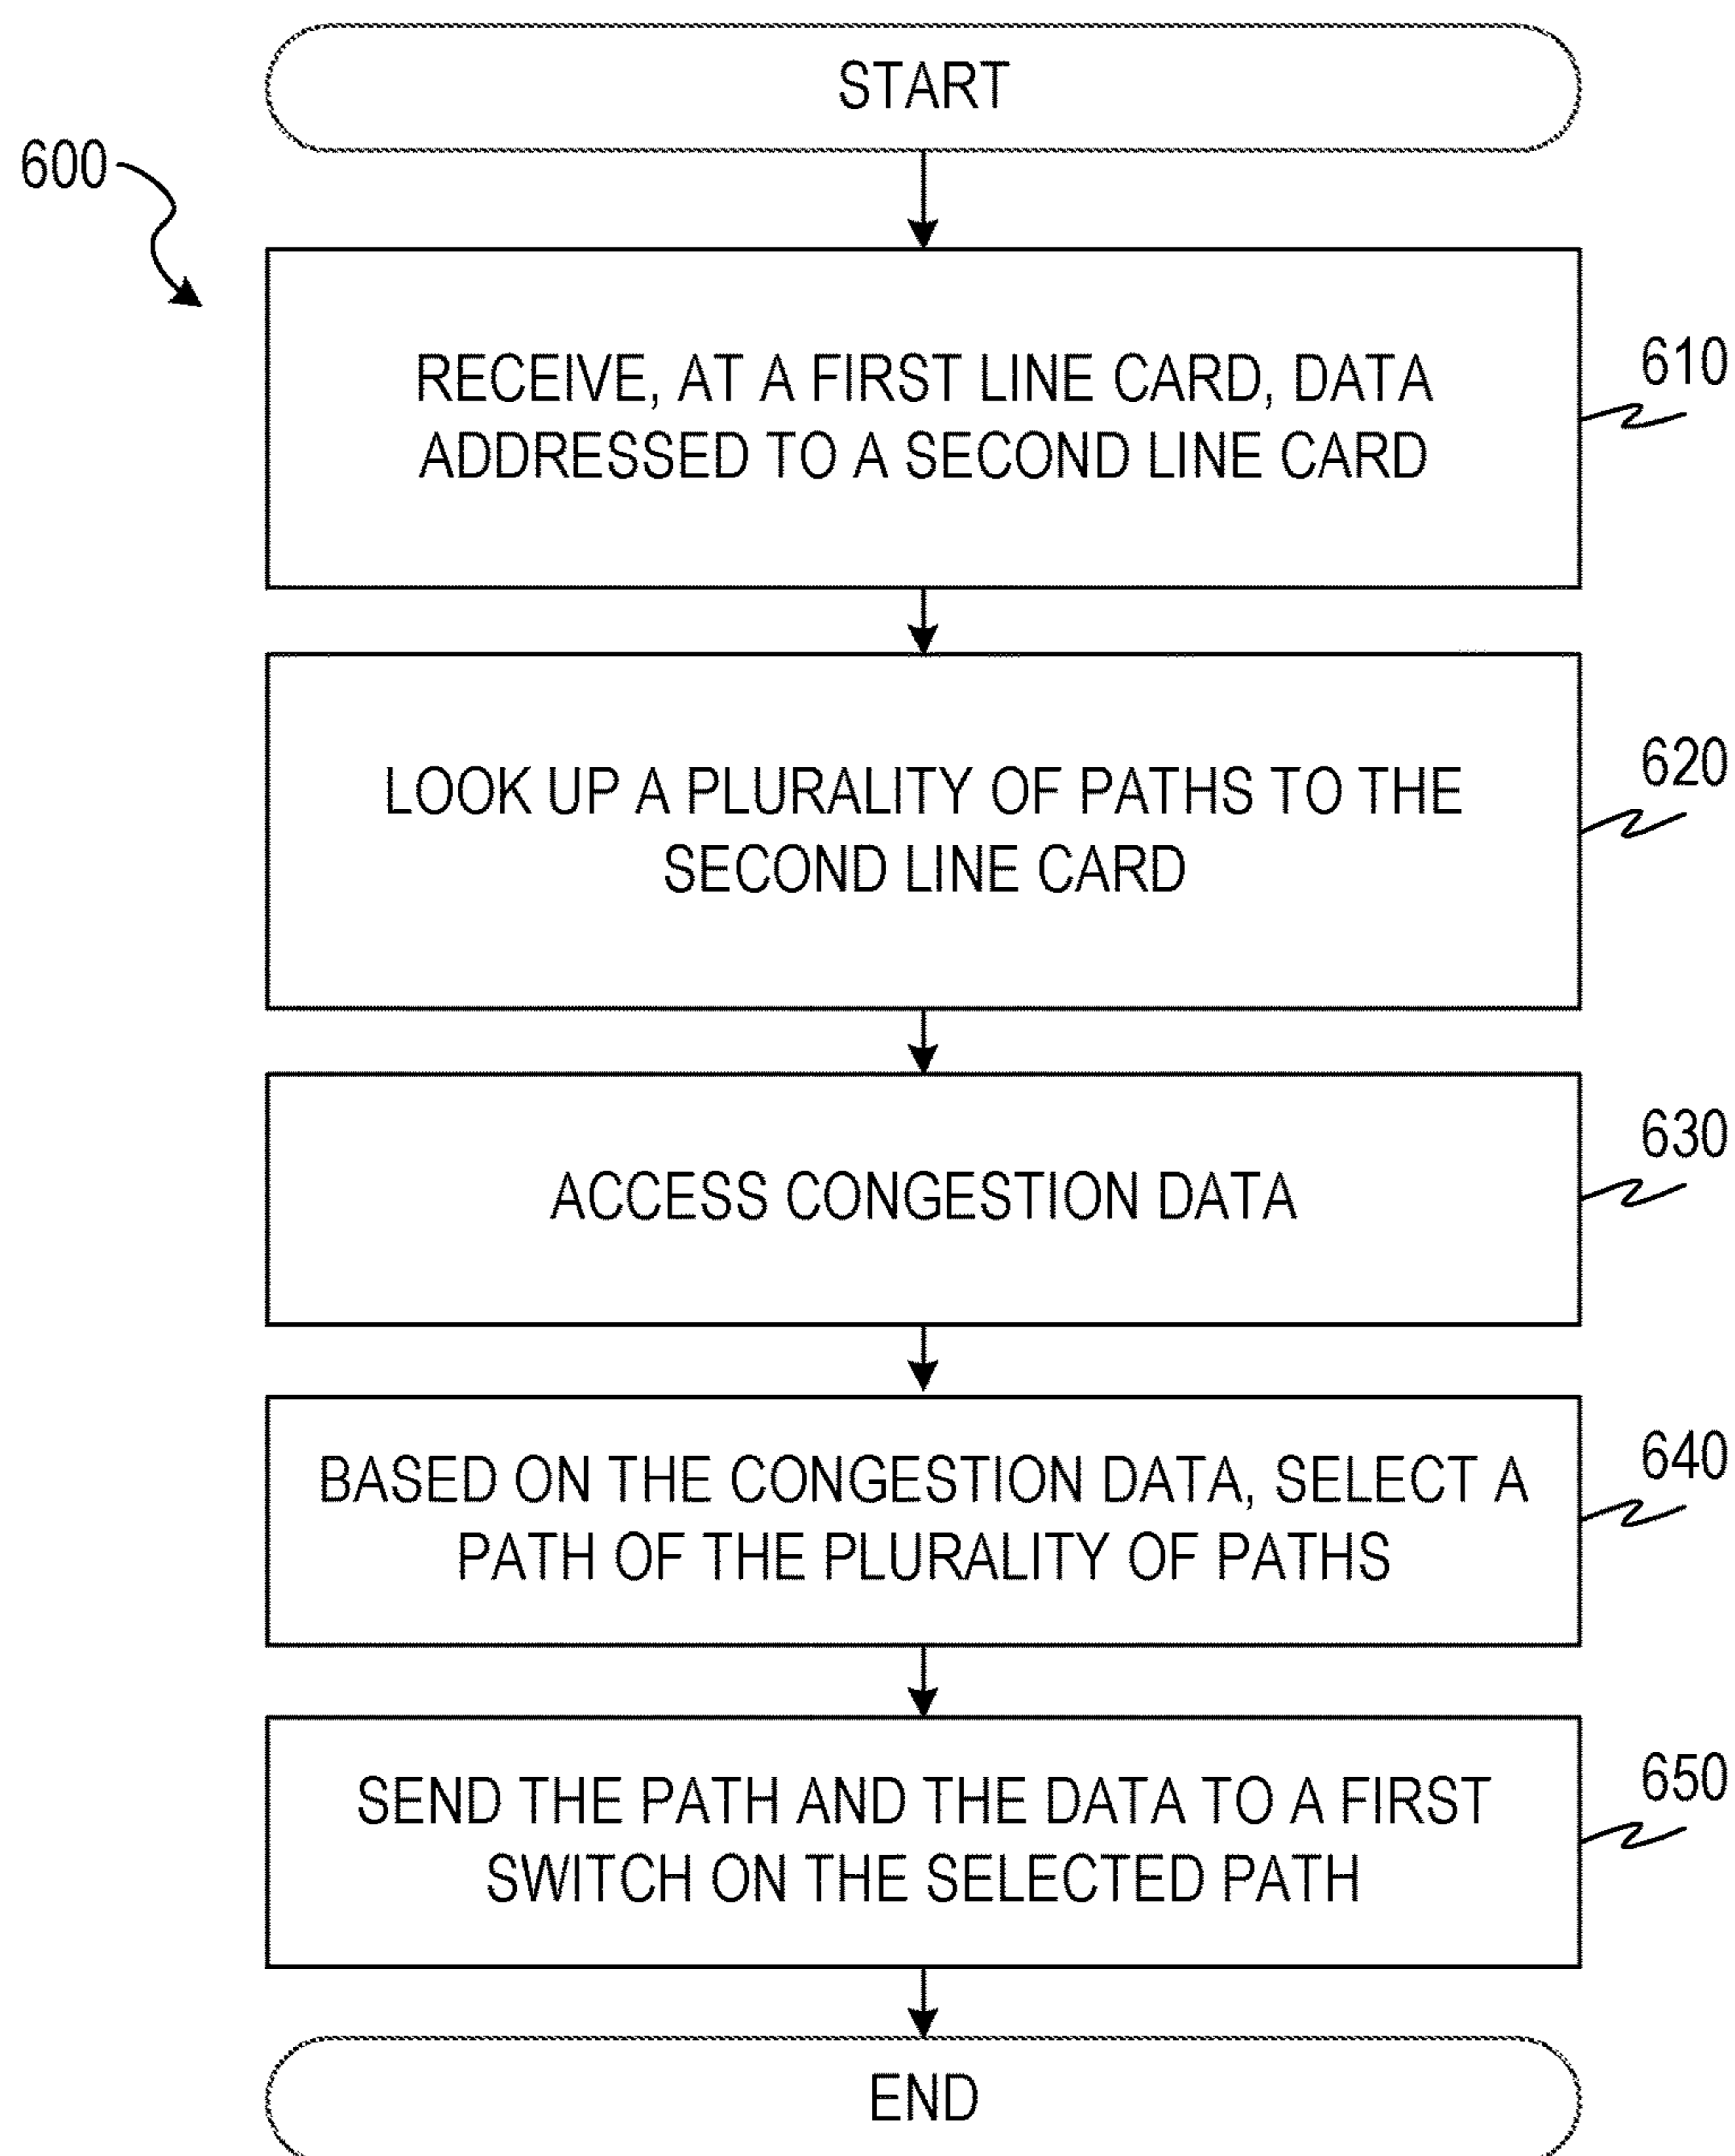 START
600
RECEIVE, AT A FIRST LINE CARD, DATA
ADDRESSED TO A SECOND LINE CARD
610
LOOK UP A PLURALITY OF PATHS TO THE
SECOND LINE CARD
620
ACCESS CONGESTION DATA
630
BASED ON THE CONGESTION DATA, SELECT A
PATH OF THE PLURALITY OF PATHS
640
SEND THE PATH AND THE DATA TO A FIRST
SWITCH ON THE SELECTED PATH
650
END